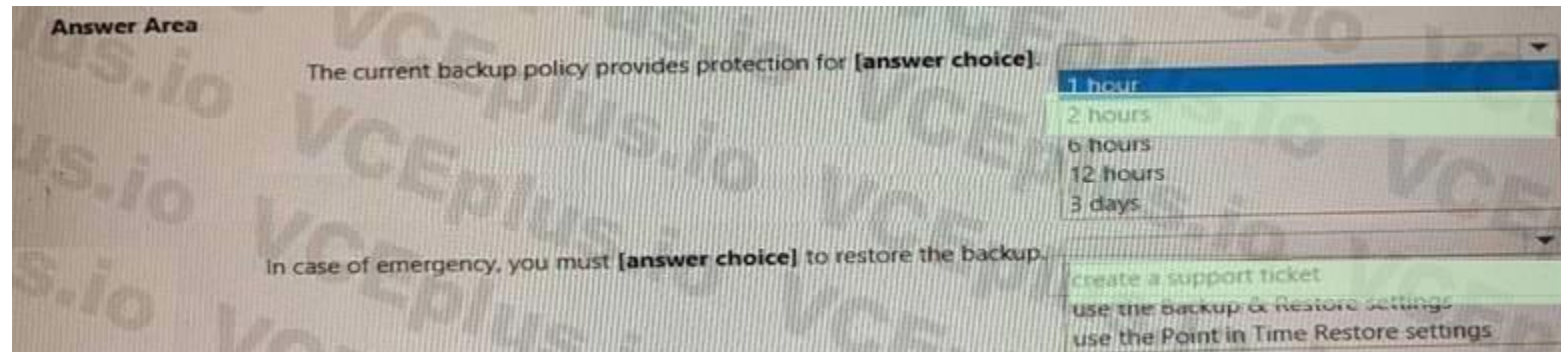 Answer Area
The current backup policy provides protection for [answer choice].
1 hour
2 hours
6 hours
12 hours
3 days
In case of emergency, you must [answer choice] to restore the backup.
create a support ticket
use the Backup & Restore settings
use the Point in Time Restore settings
VCEplus.io